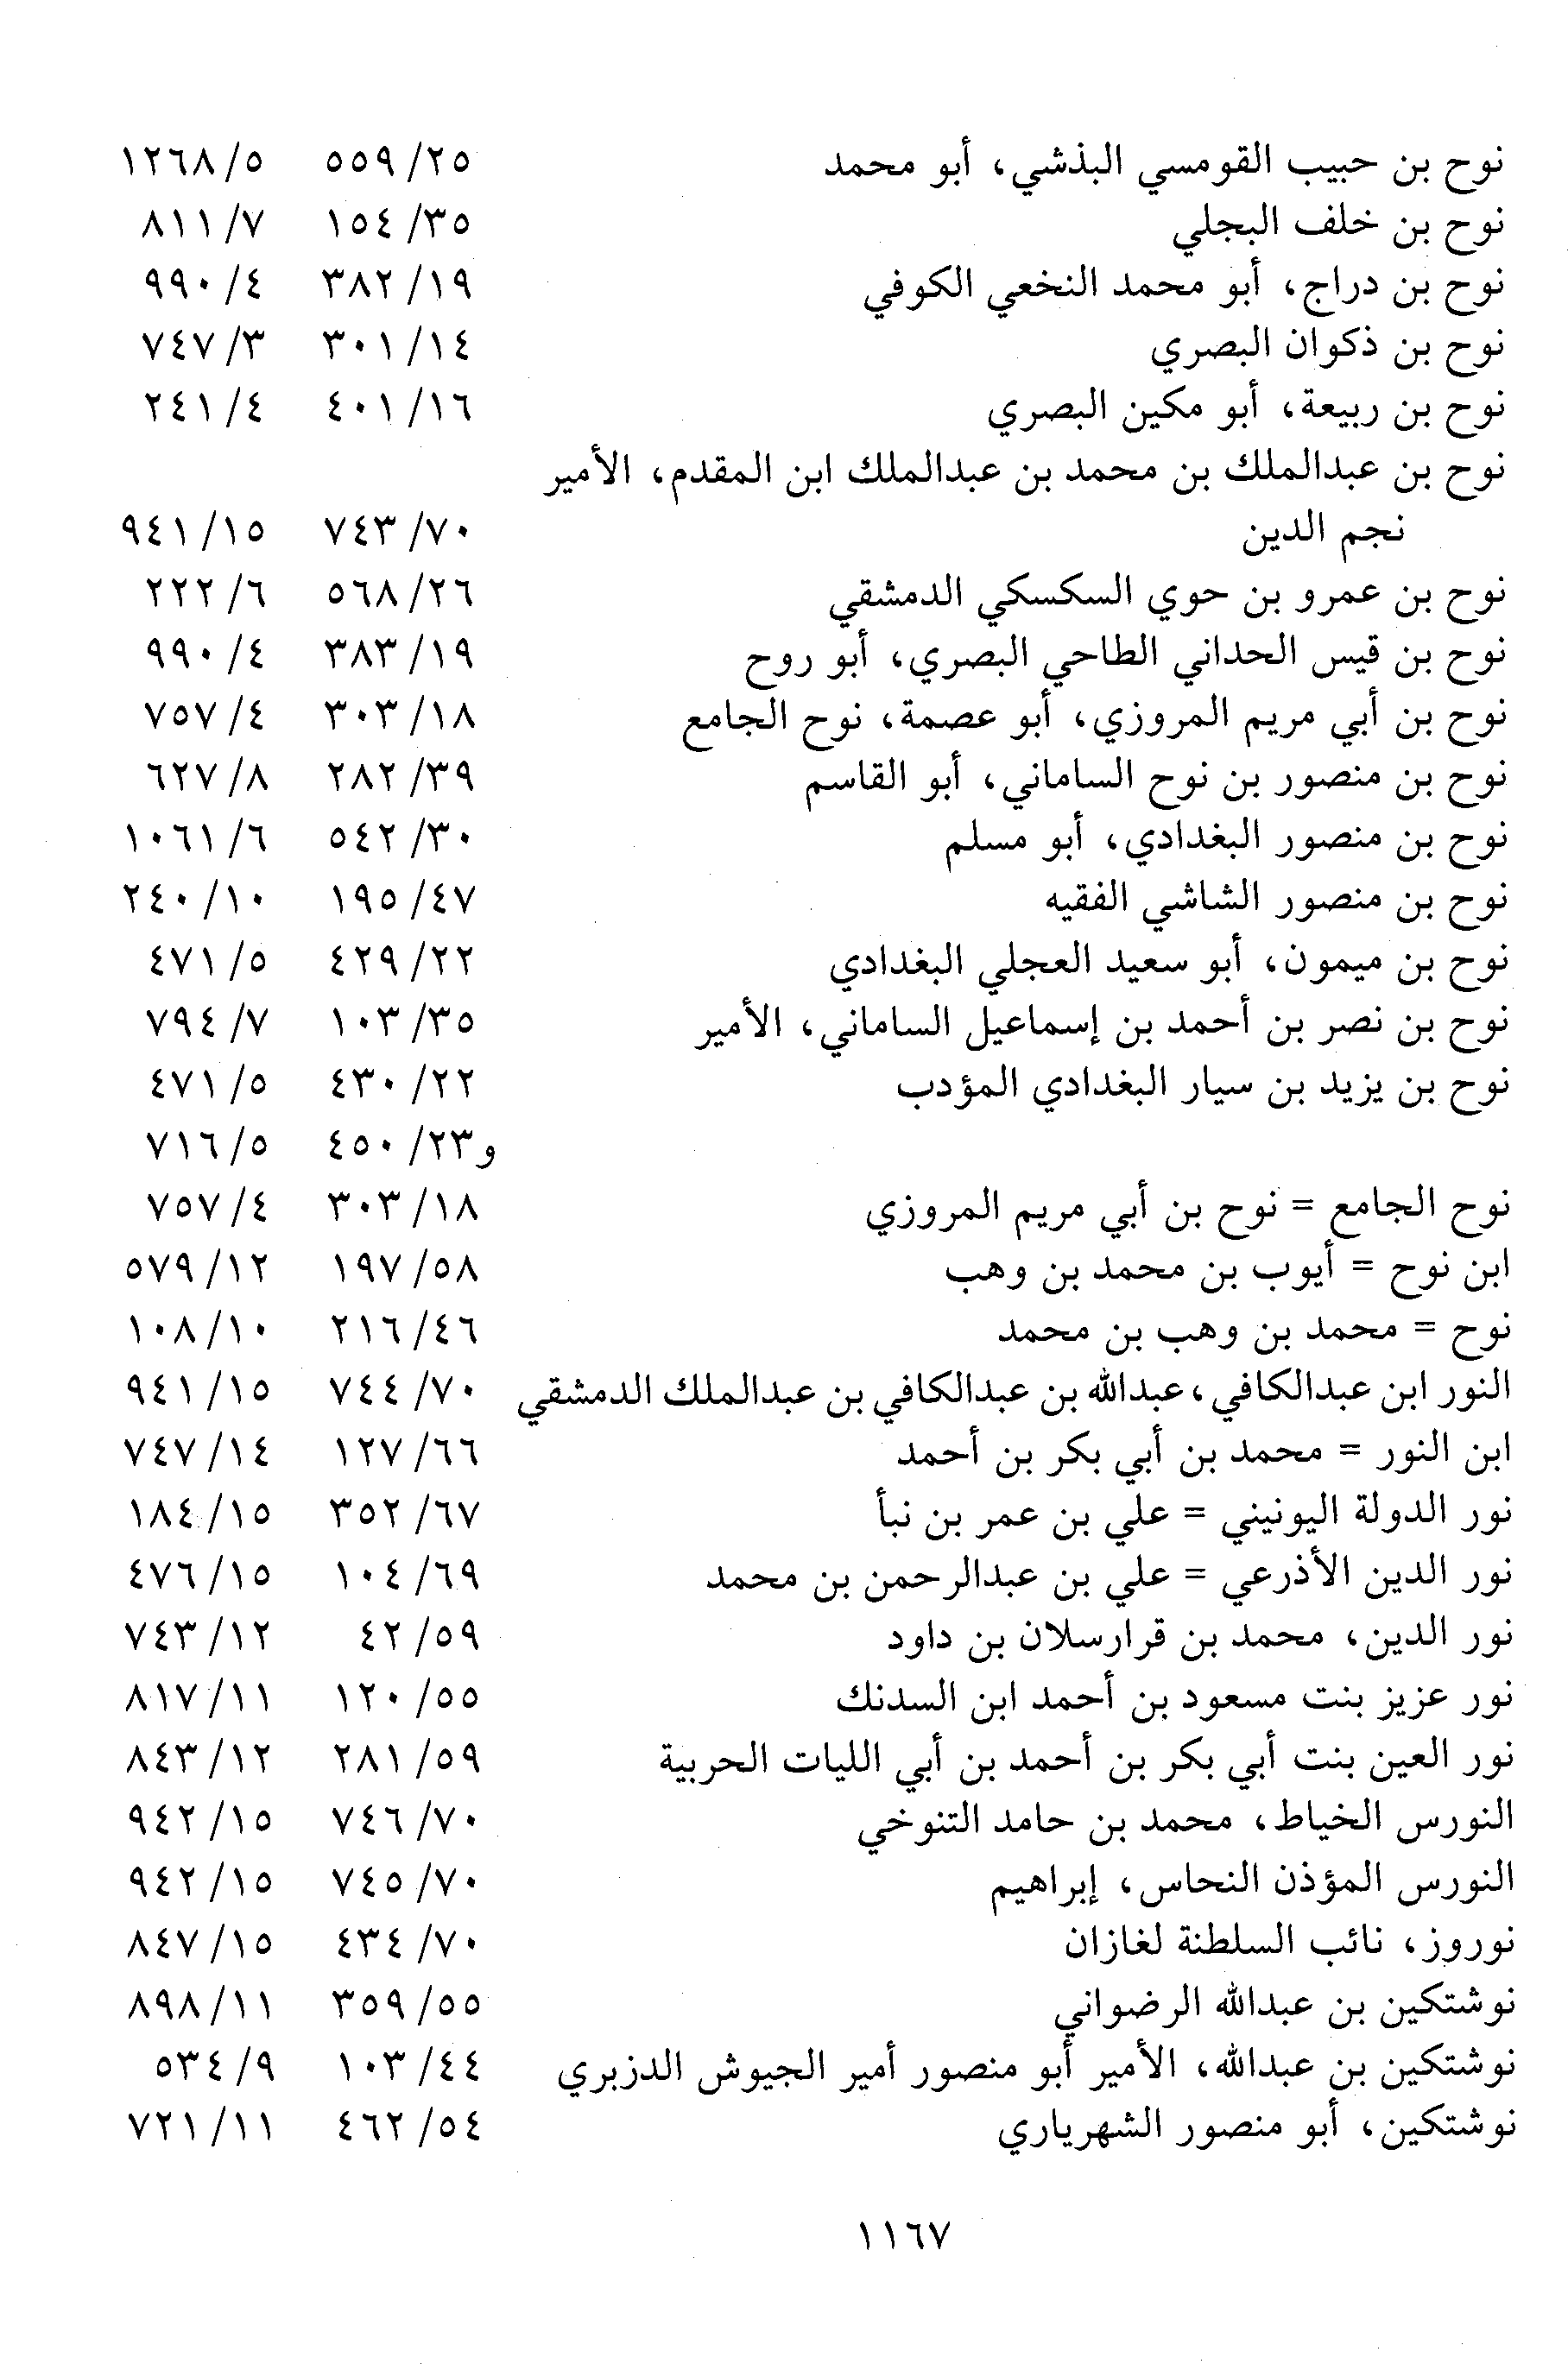 نوح بن حبيب القومسي البذشي، أبو محمد ٢٥/ ٥٥٩ ٥/ ١٢٦٨
نوح بن خلف البجلي ٣٥/ ١٥٤ ٧/ ٨١١
نوح بن دراج، أبو محمد النخعي الكوفي ١٩/ ٣٨٢ ٤/ ٩٩٠
نوح بن ذكوان البصري ١٤/ ٣٠١ ٣/ ٧٤٧
نوح بن ربيعة، أبو مكين البصري ١٦/ ٤٠١ ٤/ ٢٤١
نوح بن عبدالملك بن محمد بن عبدالملك ابن المقدم، الأمير
نجم الدين ٧٠/ ٧٤٣ ١٥/ ٩٤١
نوح بن عمرو بن حوي السكسكي الدمشقي ٢٦/ ٥٦٨ ٦/ ٢٢٢
نوح بن قيس الحداني الطاحي البصري، أبو روح ١٩/ ٣٨٣ ٤/ ٩٩٠
نوح بن أبي مريم المروزي، أبو عصمة، نوح الجامع ١٨/ ٣٠٣ ٤/ ٧٥٧
نوح بن منصور بن نوح الساماني، أبو القاسم ٣٩/ ٢٨٢ ٨/ ٦٢٧
نوح بن منصور البغدادي، أبو مسلم ٣٠/ ٥٤٢ ٦/ ١٠٦١
نوح بن منصور الشاشي الفقيه ٤٧/ ١٩٥ ١٠/ ٢٤٠
نوح بن ميمون، أبو سعيد العجلي البغدادي ٢٢/ ٤٢٩ ٥/ ٤٧١
نوح بن نصر بن أحمد بن إسماعيل الساماني، الأمير ٣٥/ ١٠٣ ٧/ ٧٩٤
نوح بن يزيد بن سيار البغدادي المؤدب ٢٢/ ٤٣٠ ٥/ ٤٧١
و٢٣/ ٤٥٠ ٥/ ٧١٦
نوح الجامع = نوح بن أبي مريم المروزي ١٨/ ٣٠٣ ٤/ ٧٥٧
ابن نوح = أيوب بن محمد بن وهب ٥٨/ ١٩٧ ١٢/ ٥٧٩
نوح = محمد بن وهب بن محمد ٤٦/ ٢١٦ ١٠/ ١٠٨
النور ابن عبدالكافي، عبدالله بن عبدالكافي بن عبدالملك الدمشقي ٧٠/ ٧٤٤ ١٥/ ٩٤١
ابن النور = محمد بن أبي بكر بن أحمد ٦٦/ ١٢٧ ١٤/ ٧٤٧
نور الدولة اليونيني = علي بن عمر بن نبأ ٦٧/ ٣٥٢ ١٥/ ١٨٤
نور الدين الأذرعي = علي بن عبدالرحمن بن محمد ٦٩/ ١٠٤ ١٥/ ٤٧٦
نور الدين، محمد بن قرارسلان بن داود ٥٩/ ٤٢ ١٢/ ٧٤٣
نور عزيز بنت مسعود بن أحمد ابن السدنك ٥٥/ ١٢٠ ١١/ ٨١٧
نور العين بنت أبي بكر بن أحمد بن أبي الليات الحربية ٥٩/ ٢٨١ ١٢/ ٨٤٣
النورس الخياط، محمد بن حامد التنوخي ٧٠/ ٧٤٦ ١٥/ ٩٤٢
النورس المؤذن النحاس، إبراهيم ٧٠/ ٧٤٥ ١٥/ ٩٤٢
نوروز، نائب السلطنة لغازان ٧٠/ ٤٣٤ ١٥/ ٨٤٧
نوشتكين بن عبدالله الرضواني ٥٥/ ٣٥٩ ١١/ ٨٩٨
نوشتكين بن عبدالله، الأمير أبو منصور أمير الجيوش الدزبري ٤٤/ ١٠٣ ٩/ ٥٣٤
نوشتكين، أبو منصور الشهرياري ٥٤/ ٤٦٢ ١١/ ٧٢١
١١٦٧